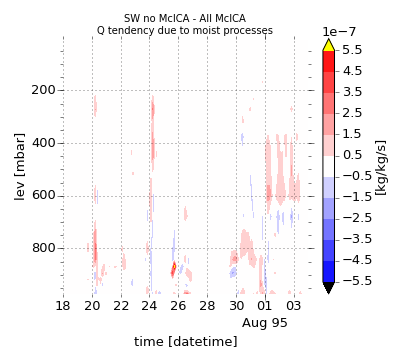 SW no McICA - All McICA
Q tendency due to moist processes
1e−7
5.5
4.5
3.5
2.5
1.5
0.5
−0.5
−1.5
−2.5
−3.5
−4.5
−5.5
[kg/kg/s]
lev [mbar]
200
400
600
800
18 20 22 24 26 28 30 01 03
Aug 95
time [datetime]